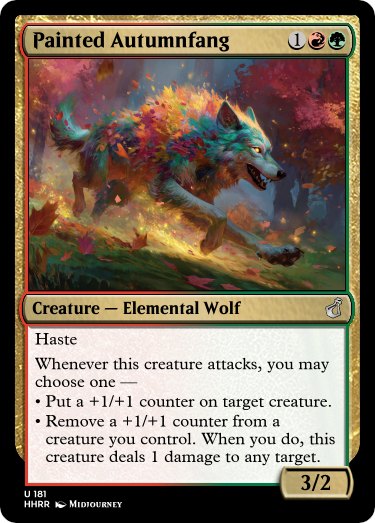 Painted Autumnfang 1
Creature — Elemental Wolf
Haste
Whenever this creature attacks, you may
choose one —
• Put a +1/+1 counter on target creature.
• Remove a +1/+1 counter from a
creature you control. When you do, this
creature deals 1 damage to any target.
3/2
U 181
HHRR Midjourney